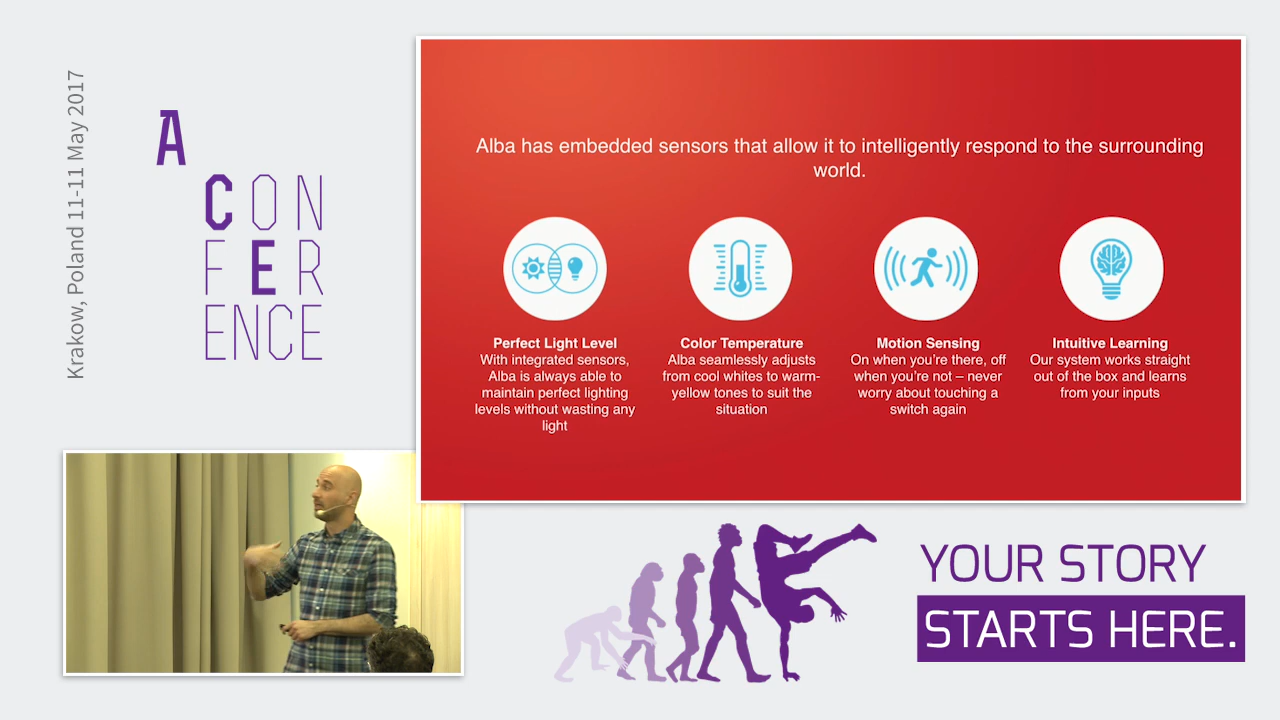 Krakow, Poland 11-11 May 2017
A
CON
FER
ENCE
Alba has embedded sensors that allow it to intelligently respond to the surrounding
world.
Perfect Light Level
With integrated sensors,
Alba is always able to
maintain perfect lighting
levels without wasting any
light
Color Temperature
Alba seamlessly adjusts
from cool whites to warm-
yellow tones to suit the
situation
Motion Sensing
On when you're there, off
when you're not – never
worry about touching a
switch again
Intuitive Learning
Our system works straight
out of the box and learns
from your inputs
YOUR STORY
STARTS HERE.